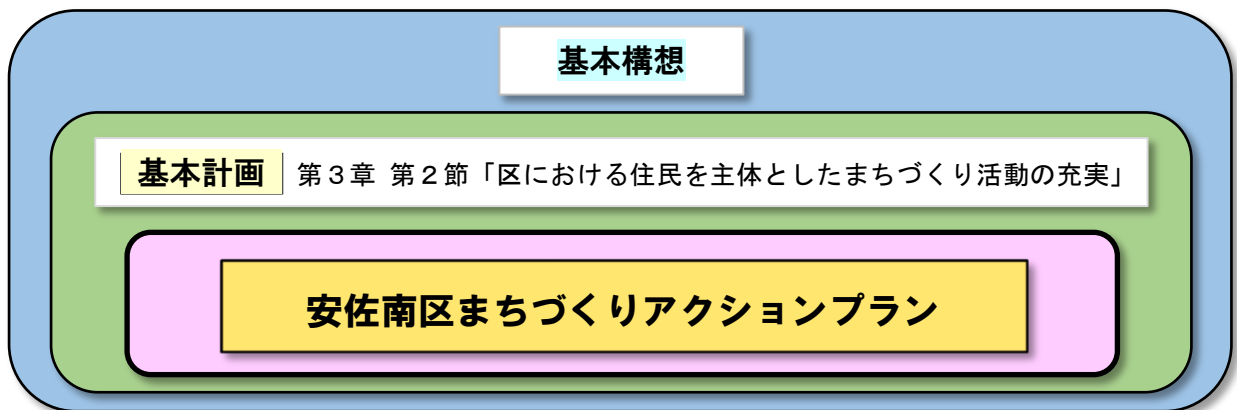 基本構想
基本計画 第３章 第２節「区における住民を主体としたまちづくり活動の充実」
安佐南区まちづくりアクションプラン